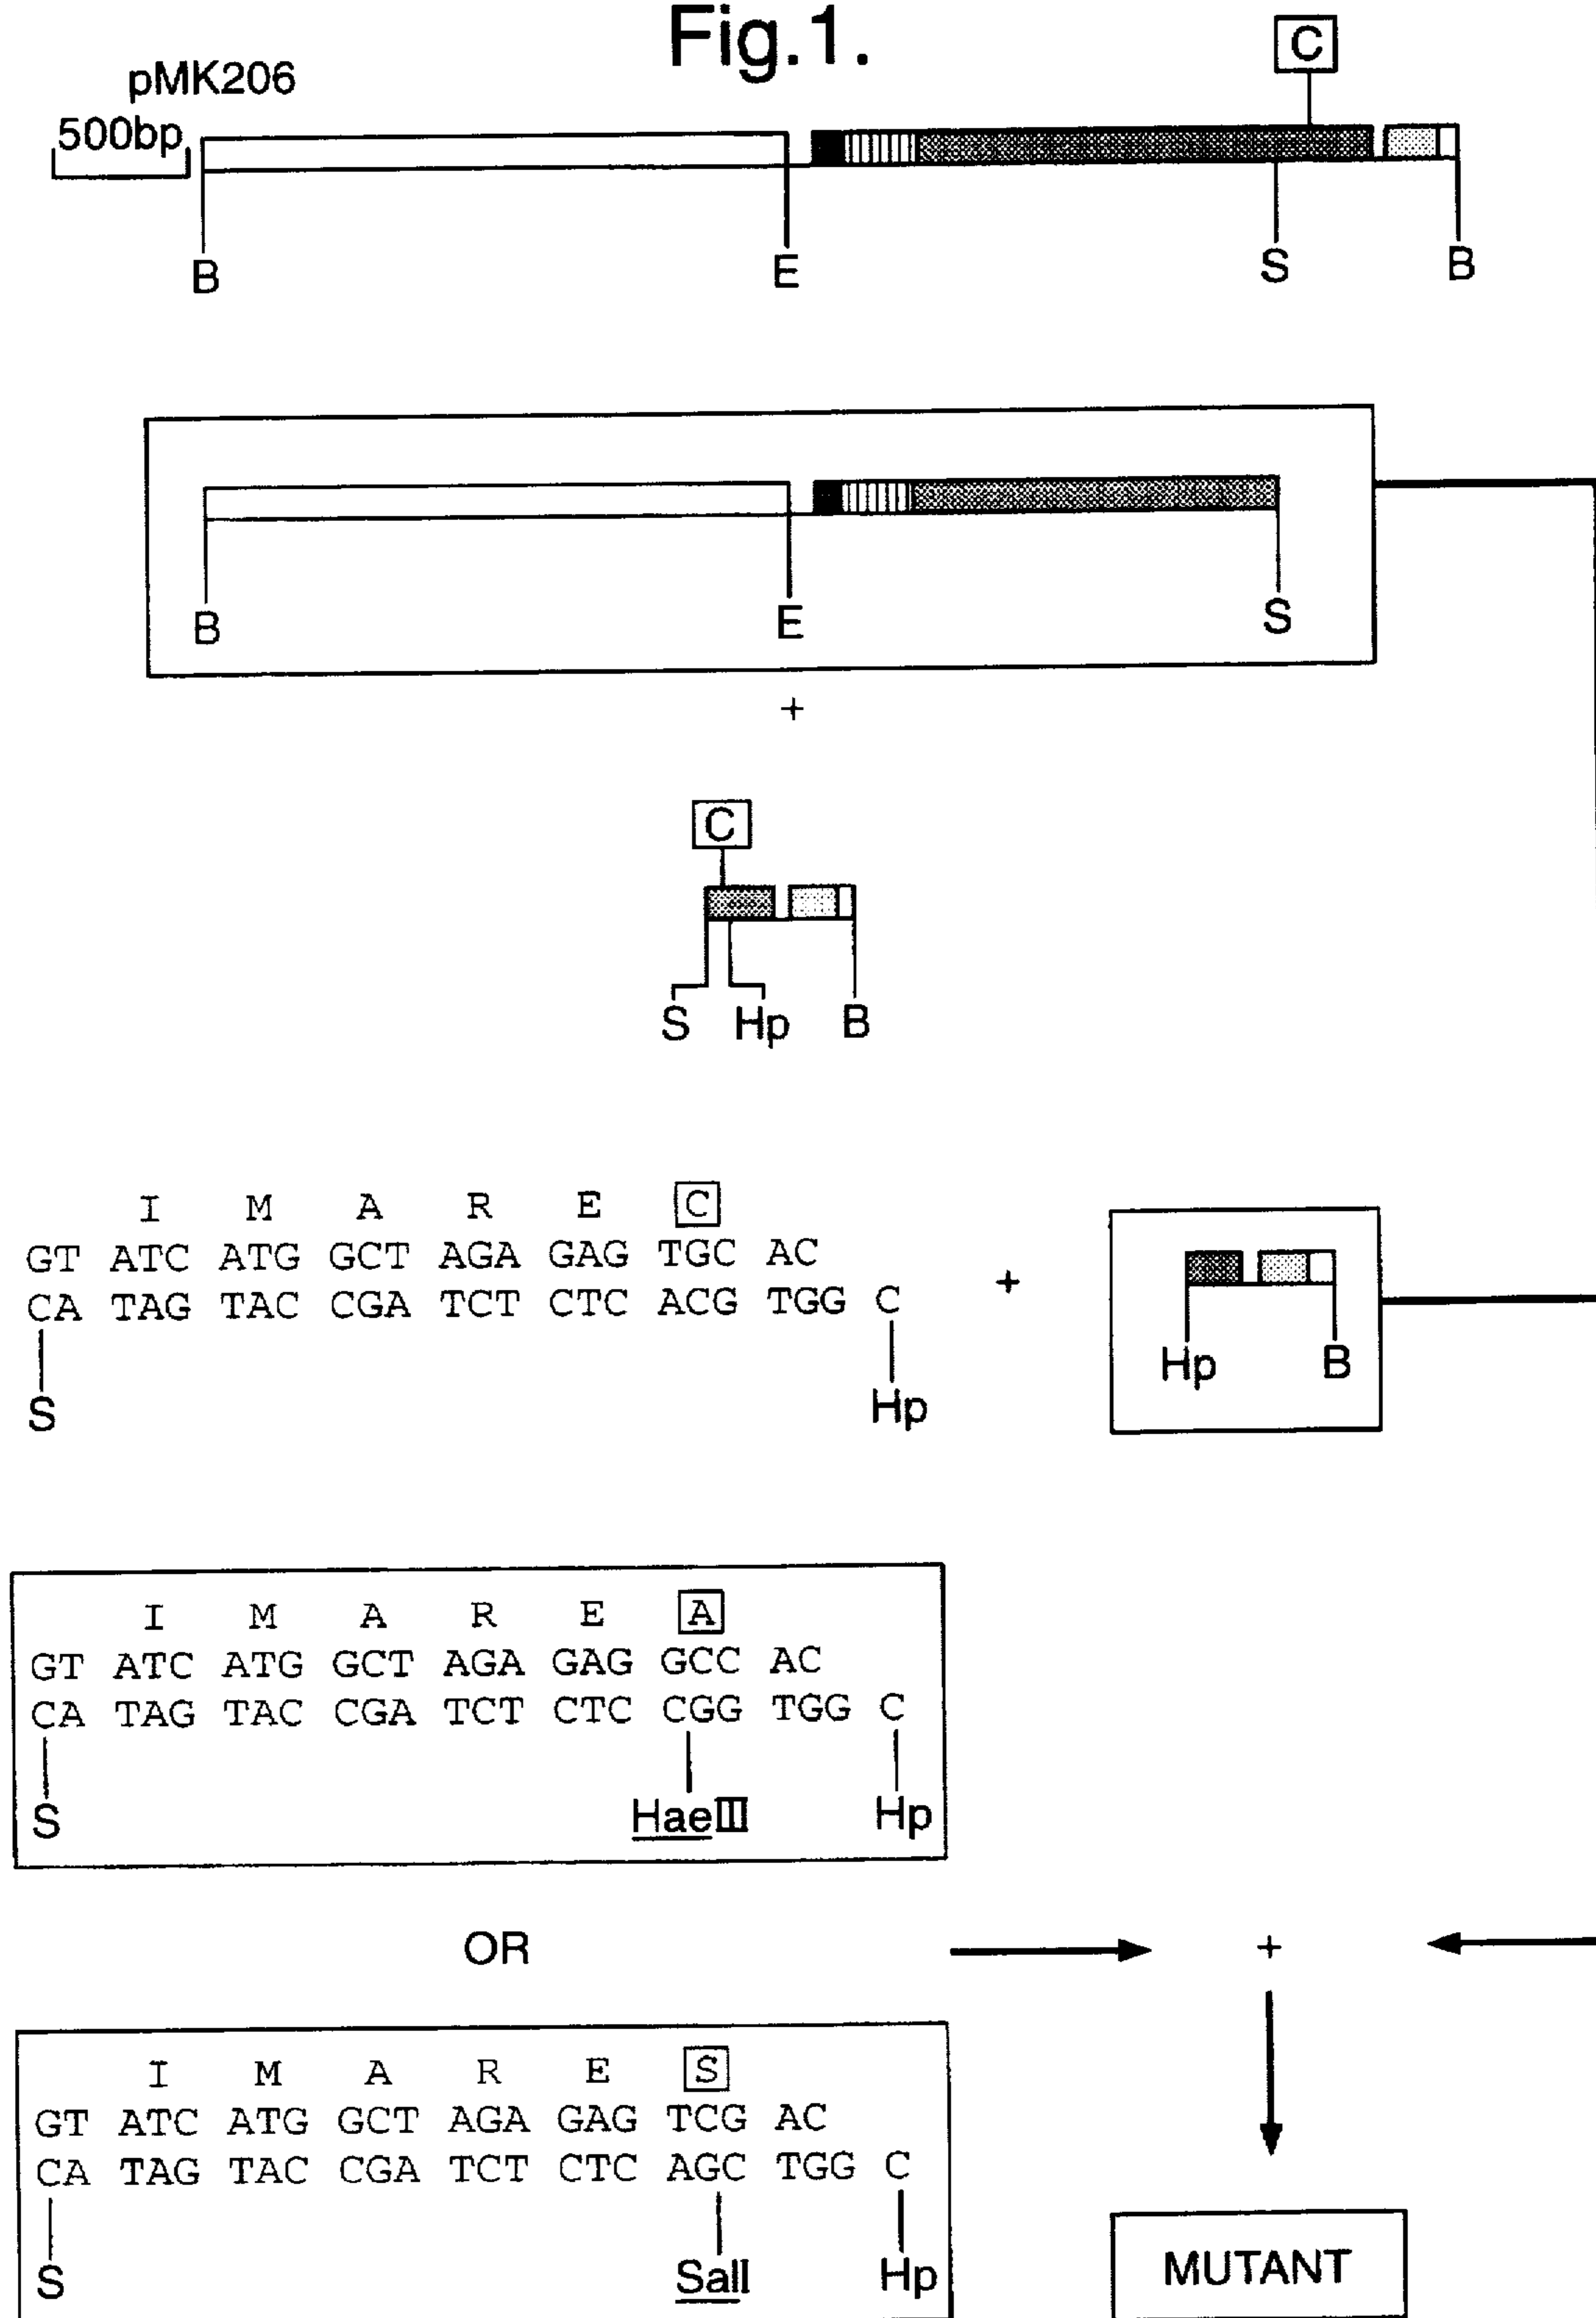 Fig.1.
C
pMK206
500bp
B E S B
B E S
+
C
S Hp B
I M A R E C
GT ATC ATG GCT AGA GAG TGC AC
CA TAG TAC CGA TCT CTC ACG TGG C
S Hp
+
Hp B
I M A R E A
GT ATC ATG GCT AGA GAG GCC AC
CA TAG TAC CGA TCT CTC CGG TGG C
S HaeIII Hp
OR
+
I M A R E S
GT ATC ATG GCT AGA GAG TCG AC
CA TAG TAC CGA TCT CTC AGC TGG C
S SalI Hp
MUTANT